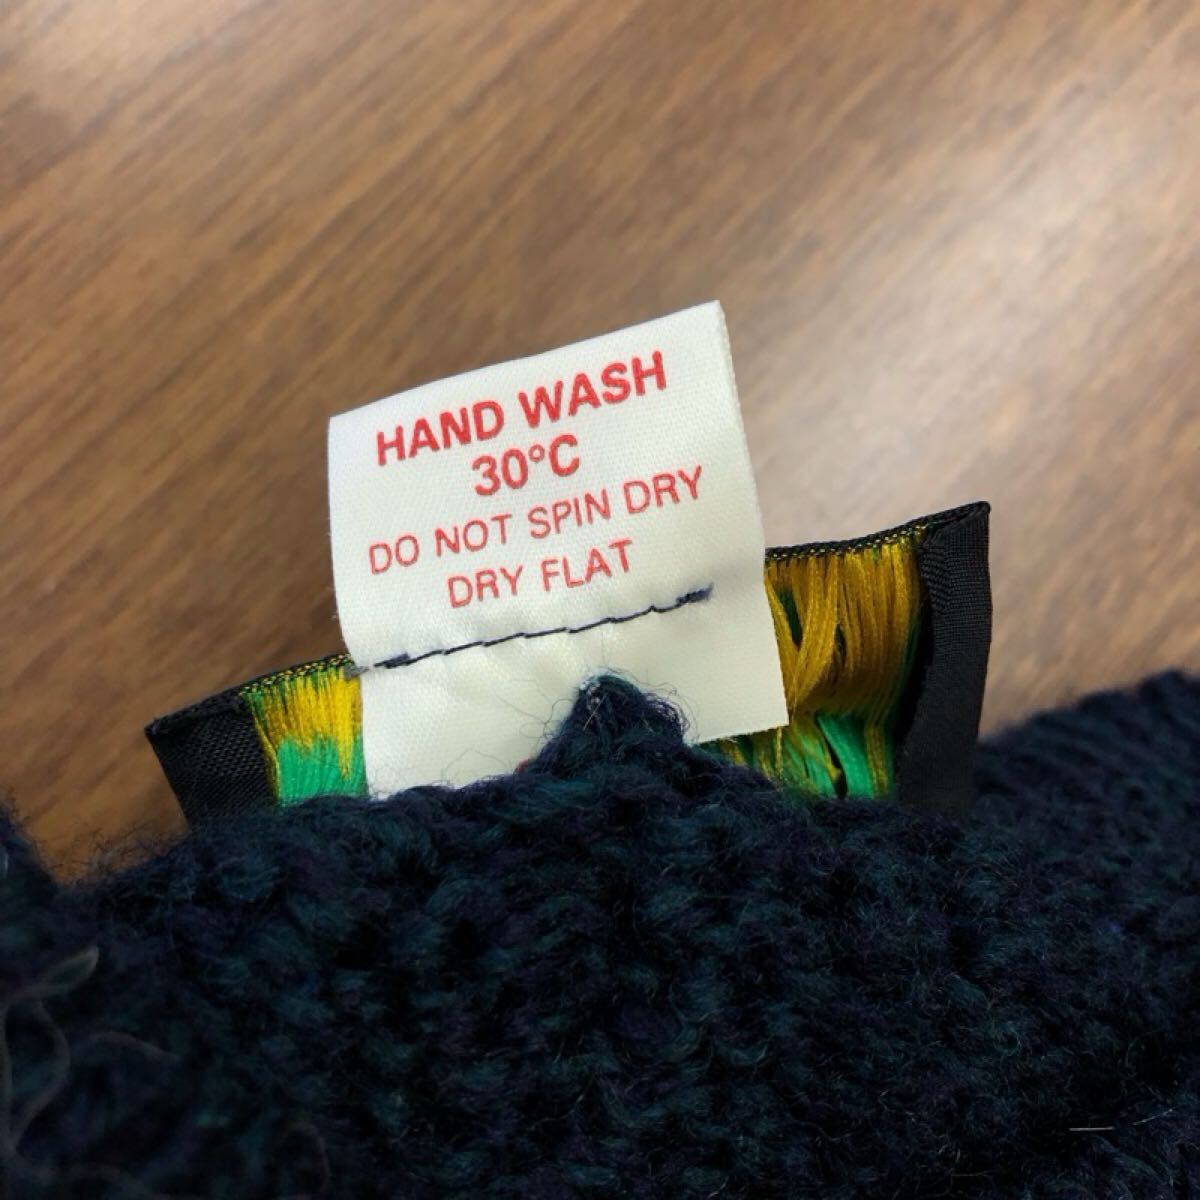 HAND WASH
30°C
DO NOT SPIN DRY
DRY FLAT